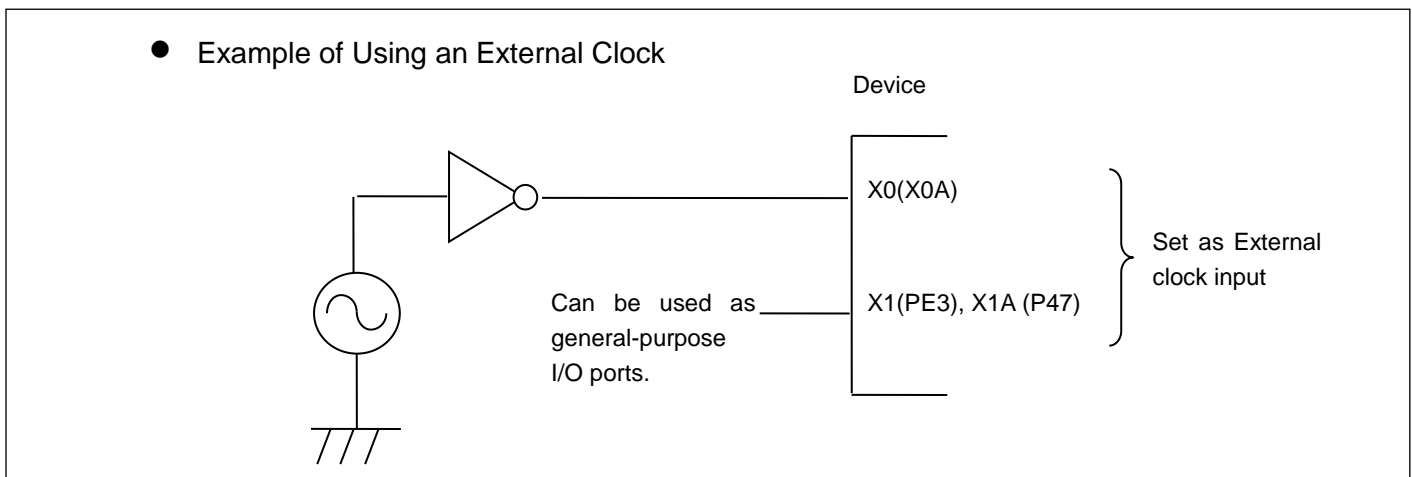 ● Example of Using an External Clock
Device
X0(X0A)
Set as External
clock input
Can be used as
general-purpose
I/O ports.
X1(PE3), X1A (P47)